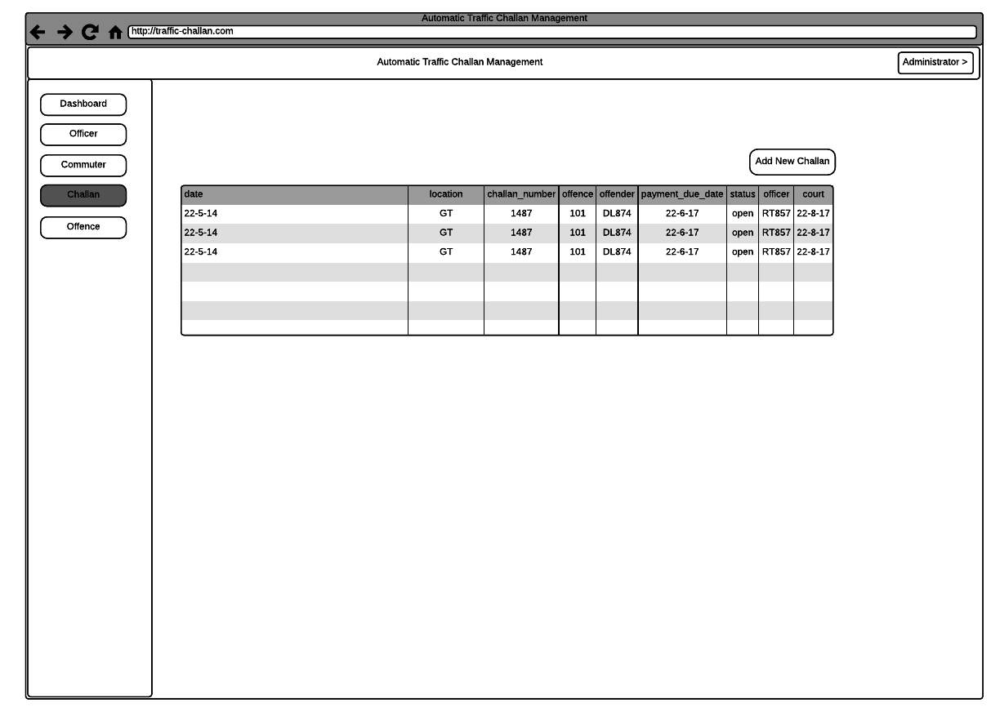 Automatic Traffic Challan Management
http://traffic-challan.com
Automatic Traffic Challan Management
Administrator >
Dashboard
Officer
Commuter
Challan
Offence
Add New Challan
date location challan_number offence offender payment_due_date status officer court
22-5-14 GT 1487 101 DL874 22-6-17 open RT857 22-8-17
22-5-14 GT 1487 101 DL874 22-6-17 open RT857 22-8-17
22-5-14 GT 1487 101 DL874 22-6-17 open RT857 22-8-17